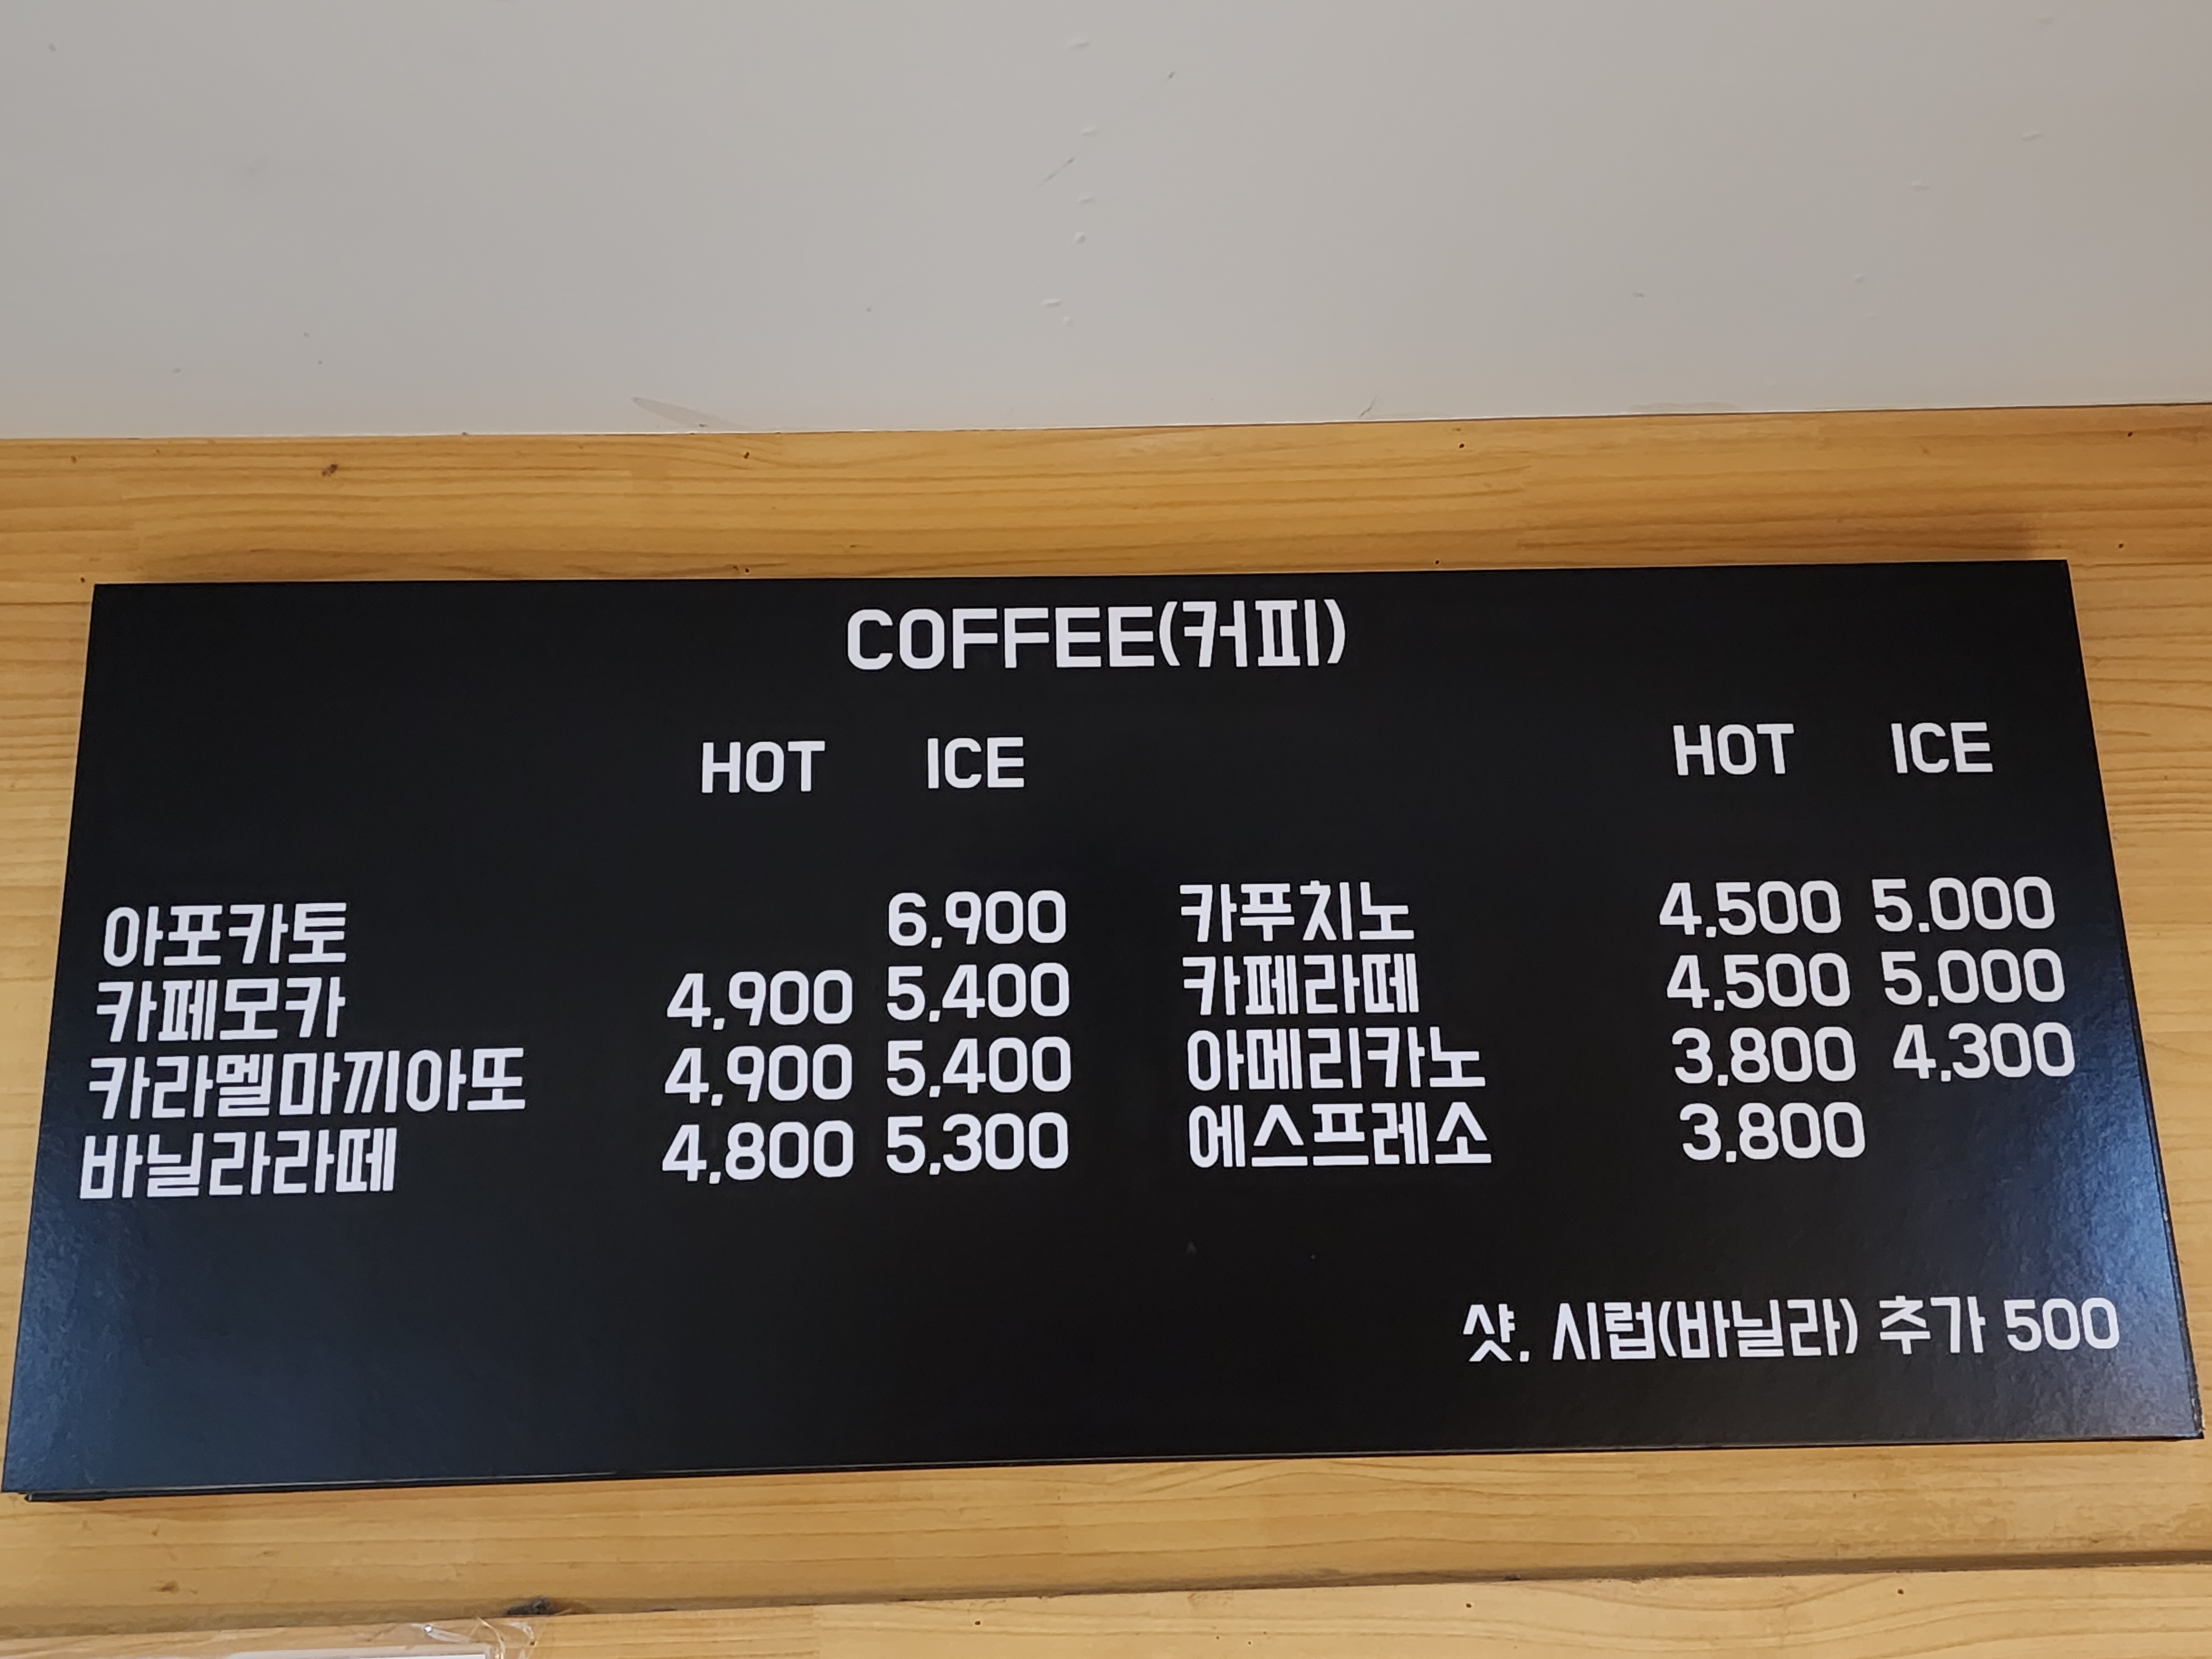 COFFEE(커피)
HOT ICE
아포카토 6,900
카페모카 4,900 5,400
카라멜마끼아또 4,900 5,400
바닐라라떼 4,800 5,300
HOT ICE
카푸치노 4,500 5,000
카페라떼 4,500 5,000
아메리카노 3,800 4,300
에스프레소 3,800
샷, 시럽(바닐라) 추가 500